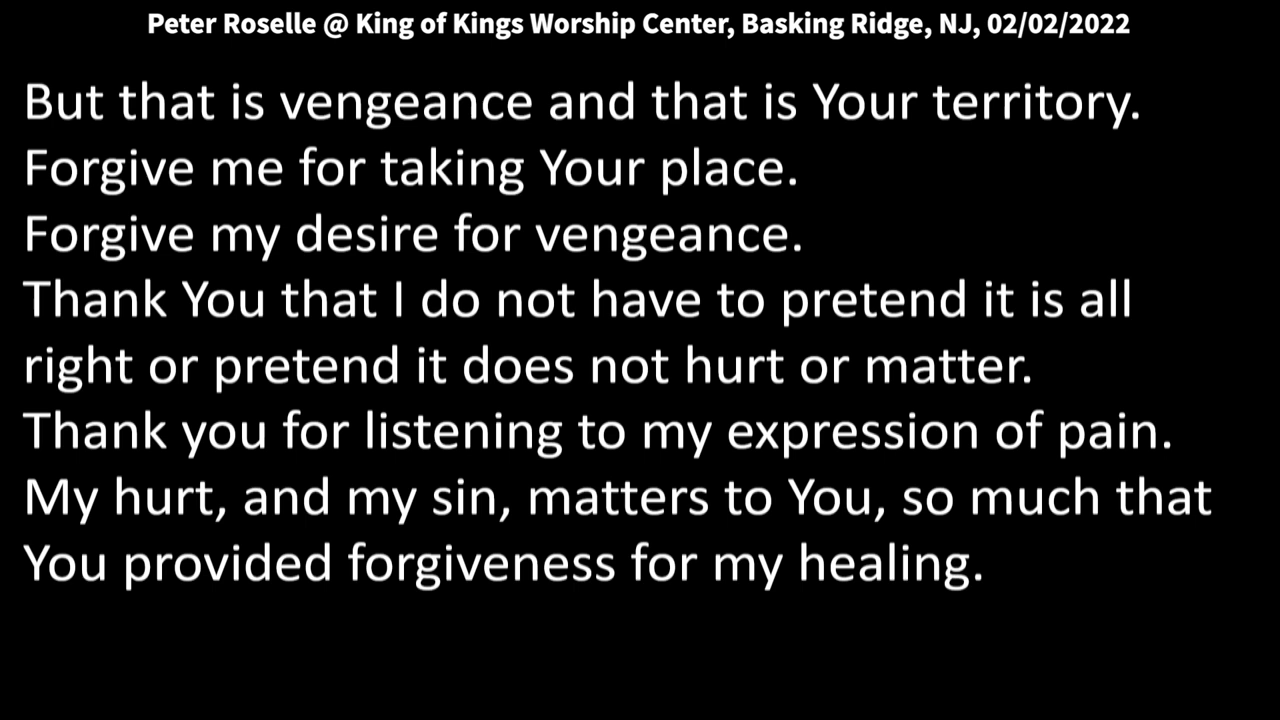 Peter Roselle @ King of Kings Worship Center, Basking Ridge, NJ, 02/02/2022
But that is vengeance and that is Your territory.
Forgive me for taking Your place.
Forgive my desire for vengeance.
Thank You that I do not have to pretend it is all
right or pretend it does not hurt or matter.
Thank you for listening to my expression of pain.
My hurt, and my sin, matters to You, so much that
You provided forgiveness for my healing.